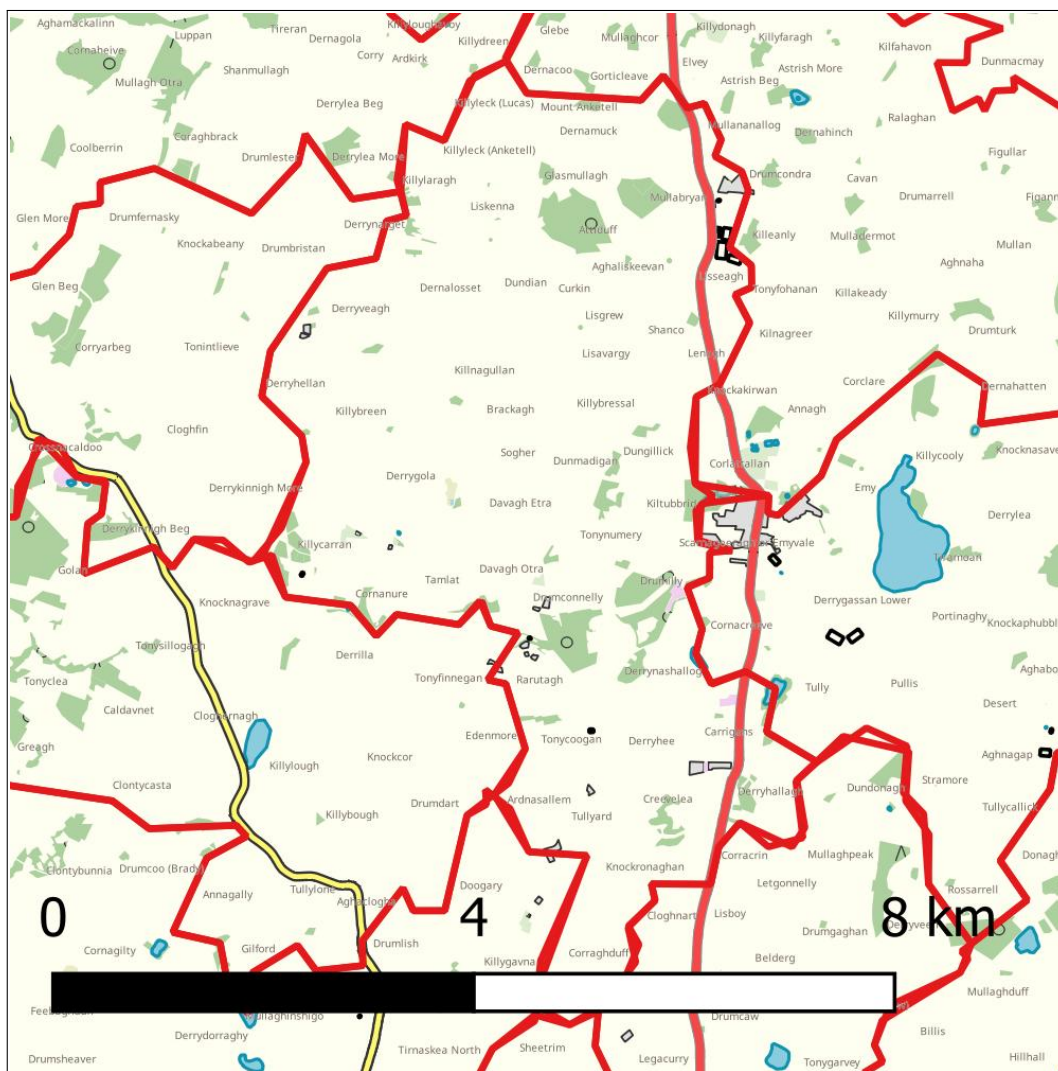 Aghamackalinn
Luppan
Tireran
Dernagola
Killydreen
Glebe
Mullaghcor
Killydonagh
Killyfaragh
Cornaheive
Corry
Ardkirk
Kilfahavon
Mullagh Otra
Shanmullagh
Dernacoo
Gorticleave
Elvey
Astrish Beg
Astrish More
Dunmacmay
Derrylea Beg
Killyleck (Lucas)
Mount Anketell
Ralaghan
Coraghbrack
Dernamuck
Mullananallog
Dernahinch
Coolberrin
Drumlester
Derrylea More
Killyleck (Anketell)
Figullar
Killylaragh
Glasmullagh
Drumcondra
Cavan
Mullabryan
Drumarrell
Glen More
Drumfernasky
Derrynarget
Liskenna
Knockabeany
Drumbristan
Killeanly
Mulladermot
Mullan
Aghaliskeevan
Aghnaha
Glen Beg
Dernalosset
Dundian
Curkin
Lisseagh
Tonyfohanan
Killakeady
Derryveagh
Lisgrew
Shanco
Kilnagreer
Killymurry
Drumturk
Corryarbeg
Tonintlieve
Lisavargy
Killnagullan
Derryhellan
Knockakirwan
Corclare
Dernahatten
Killybreen
Brackagh
Killybressal
Annagh
Cloghfin
Crossnacaldoo
Sogher
Dunmadigan
Dungillick
Killycooly
Derrygola
Derrykinnigh More
Davagh Etra
Kiltubbrid
Emy
Derrylea
Derrykinnigh Beg
Tonynumery
Killycarran
Golan
Davagh Otra
Tamlat
Cornanure
Drumconnelly
Knocknagrave
Derrygassan Lower
Portinaghy
Cornacreeve
Tonysillogagh
Derrilla
Tonyclea
Tonyfinnegan
Rarutagh
Derrynashallog
Tully
Pullis
Caldavnet
Desert
Cloghernagh
Edenmore
Tonycoogan
Derryhee
Carrigans
Greagh
Knockcor
Aghnagap
Killylough
Clontycasta
Stramore
Drumdart
Ardnasallem
Creevelea
Derryhallagh
Dundonagh
Tullycallick
Killybough
Tullyard
Clontybunnia
Drumcoo (Brady)
Knockronaghan
Corracrin
Mullaghpeak
Annagally
Tullylone
Doogary
Letgonnelly
Rossarrell
Aghaclogha
Cloghnart
Lisboy
0 4 8 km
Drumgaghan
Cornagilty
Gilford
Drumlish
Killygavna
Corraghduff
Belderg
Mullaghduff
Mullaghinshigo
Drumcaw
Derrydorraghy
Billis
Drumsheaver
Tirnaskea North
Sheetrim
Legacurry
Tonygarvey
Hillhall